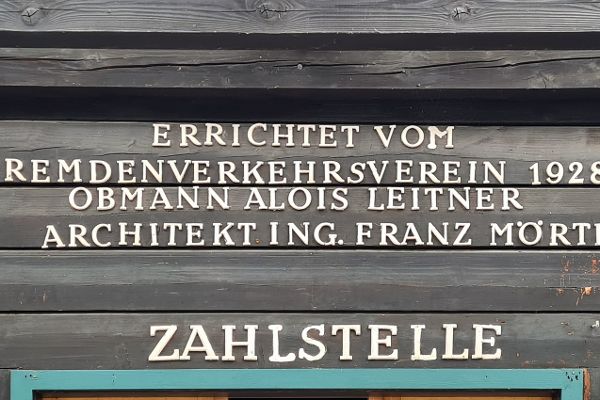 ERRICHTET VOM
REMDENVERKEHRSVEREIN 1928
OBMANN ALOIS LEITNER
ARCHITEKT ING. FRANZ MÖRT
ZAHLSTELLE